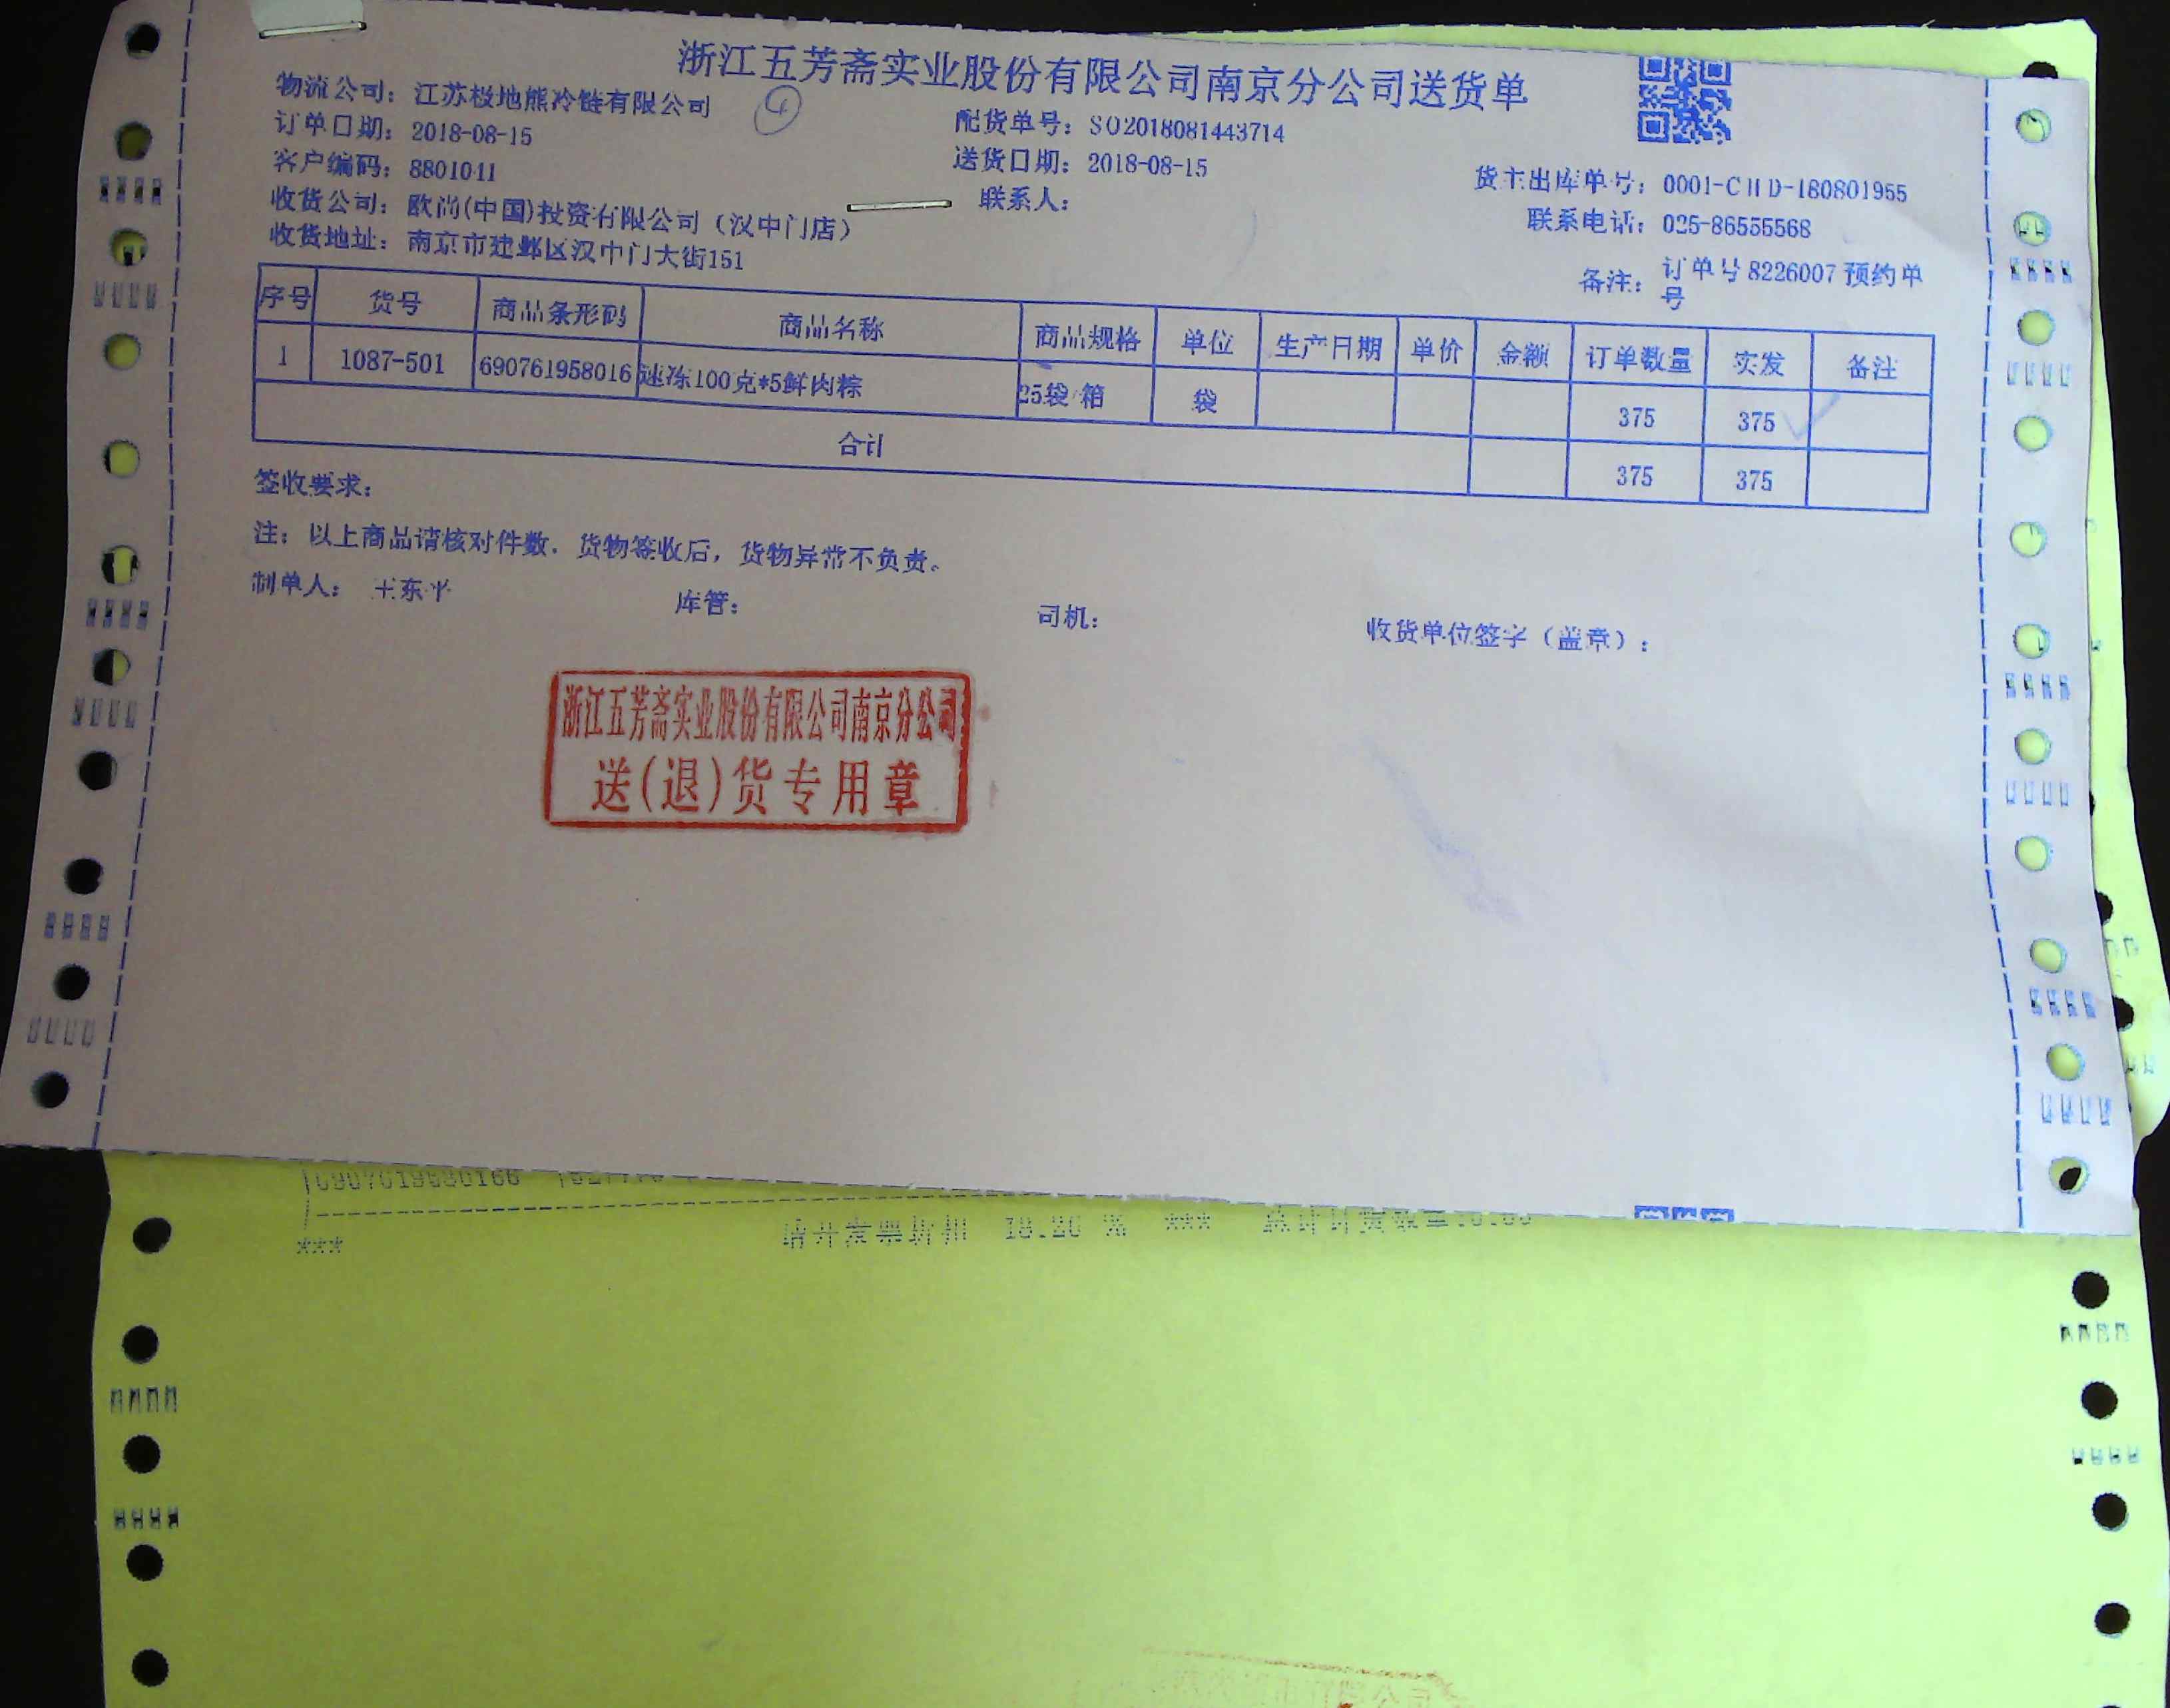 浙江五芳斋实业股份有限公司南京分公司送货单
物流公司：江苏极地熊冷链有限公司
④
订单日期：2018-08-15
配货单号：SO2018081443714
客户编码：8801041
送货日期：2018-08-15
货主出库单号：0001-CHD-180801955
收货公司：欧尚(中国)投资有限公司（汉中门店）
联系人：
联系电话：025-86555568
收货地址：南京市建邺区汉中门大街151
备注：订单号8226007预约单
号
序号 货号 商品条形码 商品名称 商品规格 单位 生产日期 单价 金额 订单数量 实发 备注
1 1087-501 690761958016 速冻100克*5鲜肉粽 25袋/箱 袋 375 375
合计 375 375
签收要求：
注：以上商品请核对件数．货物签收后，货物异常不负责。
制单人：王东平 库管： 司机： 收货单位签字（盖章）：
浙江五芳斋实业股份有限公司南京分公司
送(退)货专用章
***